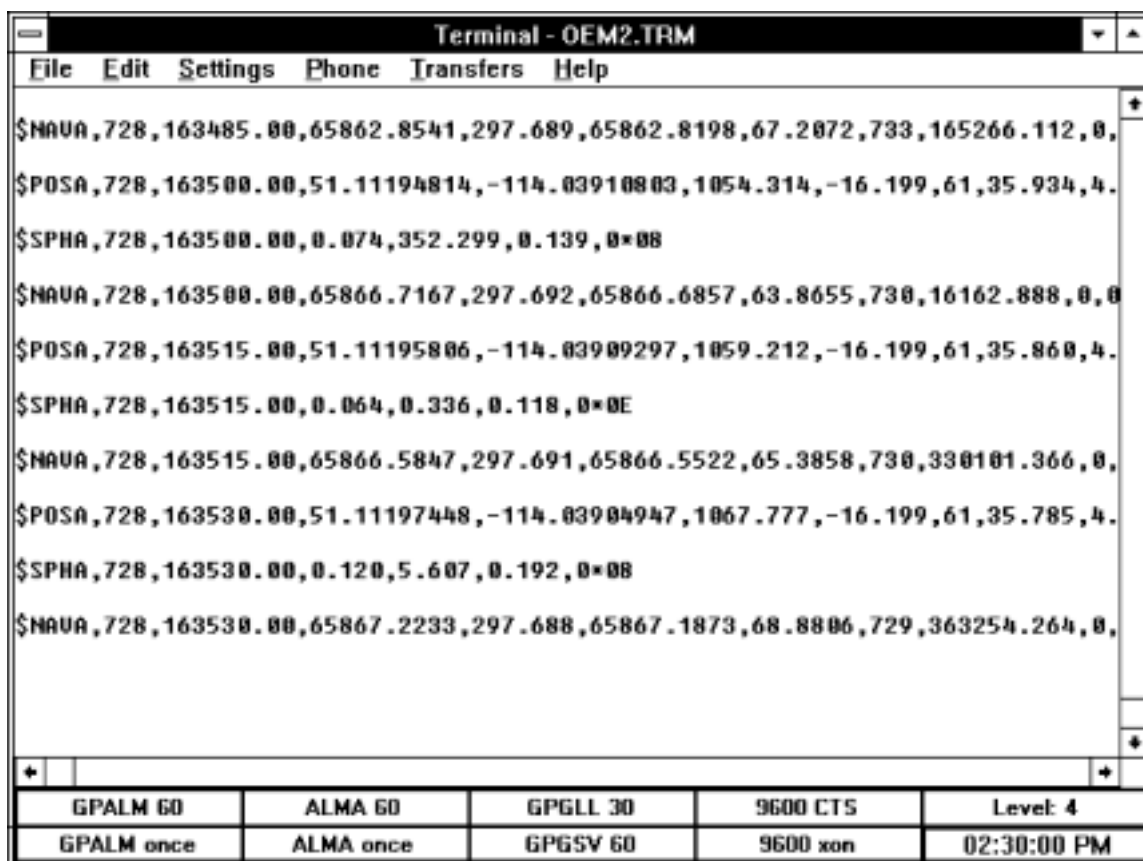 Terminal - OEM2.TRM
File Edit Settings Phone Transfers Help
$NAVA,728,163485.00,65862.8541,297.689,65862.8198,67.2072,733,165266.112,0,
$POSA,728,163500.00,51.11194814,-114.03910803,1054.314,-16.199,61,35.934,4.
$SPHA,728,163500.00,0.074,352.299,0.139,0*08
$NAVA,728,163500.00,65866.7167,297.692,65866.6857,63.8655,730,16162.888,0,0
$POSA,728,163515.00,51.11195806,-114.03909297,1059.212,-16.199,61,35.860,4.
$SPHA,728,163515.00,0.064,0.336,0.118,0*0E
$NAVA,728,163515.00,65866.5847,297.691,65866.5522,65.3858,730,330101.366,0,
$POSA,728,163530.00,51.11197448,-114.03904947,1067.777,-16.199,61,35.785,4.
$SPHA,728,163530.00,0.120,5.607,0.192,0*08
$NAVA,728,163530.00,65867.2233,297.688,65867.1873,68.8806,729,363254.264,0,
GPALM 60 ALMA 60 GPGLL 30 9600 CTS Level: 4
GPALM once ALMA once GPGSV 60 9600 xon 02:30:00 PM